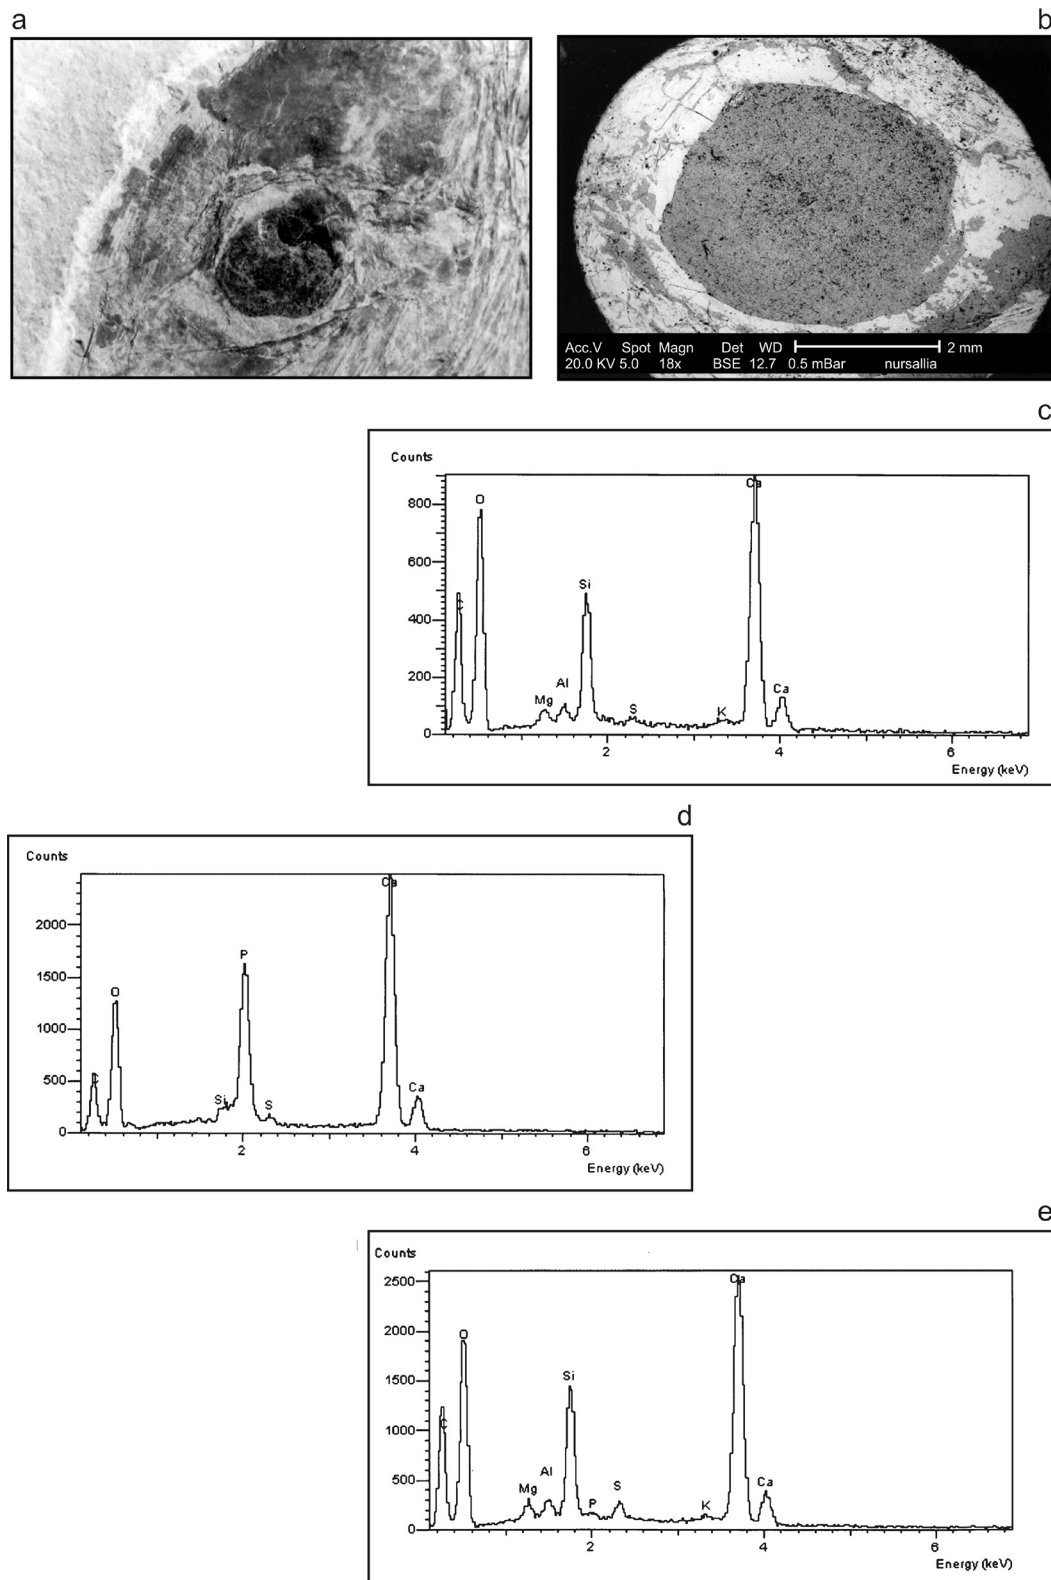 a
b
Acc.V Spot Magn Det WD 2 mm
20.0 KV 5.0 18x BSE 12.7 0.5 mBar nursallia
c
Counts
800
600
400
200
0
C
O
Mg
Al
Si
S
K
Ca
Ca
2 4 6
Energy (keV)
d
Counts
2000
1500
1000
500
0
C
O
Si
P
S
Ca
Ca
2 4 6
Energy (keV)
e
Counts
2500
2000
1500
1000
500
0
C
O
Mg
Al
Si
P
S
K
Ca
Ca
2 4 6
Energy (keV)